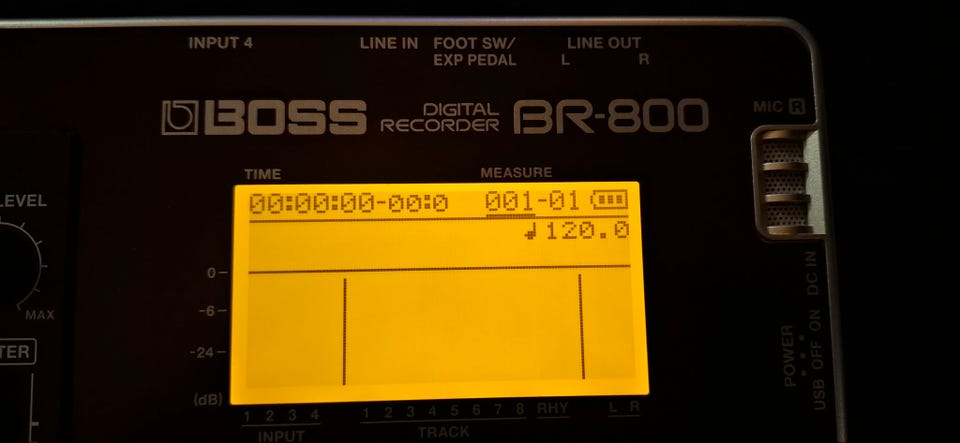 INPUT 4 LINE IN FOOT SW/ LINE OUT
EXP PEDAL L R
BOSS DIGITAL RECORDER BR-800
MIC R
TIME MEASURE
00:00:00-00:0 001-01
♩120.0
LEVEL
MAX
TER
0
-6
-24
(dB)
1 2 3 4 1 2 3 4 5 6 7 8 RHY L R
INPUT TRACK
POWER
USB OFF ON DC IN